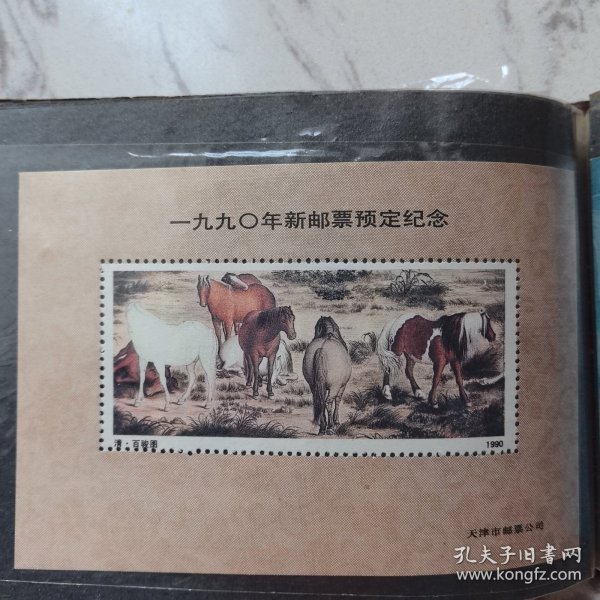 一九九〇年新邮票预定纪念
清·百骏图
1990
天津市邮票公司
孔夫子旧书网
www.kongfz.com